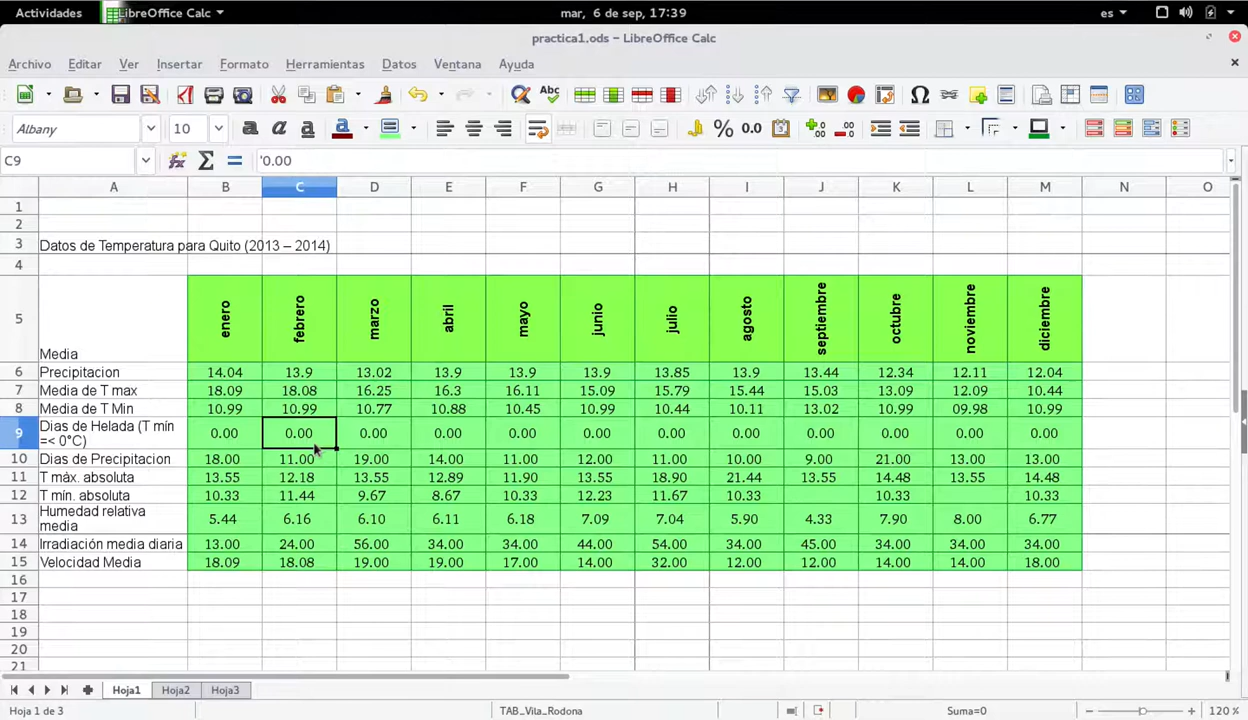 Actividades LibreOffice Calc mar, 6 de sep, 17:39 es
practica1.ods – LibreOffice Calc
Archivo Editar Ver Insertar Formato Herramientas Datos Ventana Ayuda
Albany 10
C9 '0.00
A B C D E F G H I J K L M N O
1
2
3 Datos de Temperatura para Quito (2013 – 2014)
4
5 Media enero febrero marzo abril mayo junio julio agosto septiembre octubre noviembre diciembre
6 Precipitacion 14.04 13.9 13.02 13.9 13.9 13.9 13.85 13.9 13.44 12.34 12.11 12.04
7 Media de T max 18.09 18.08 16.25 16.3 16.11 15.09 15.79 15.44 15.03 13.09 12.09 10.44
8 Media de T Min 10.99 10.99 10.77 10.88 10.45 10.99 10.44 10.11 13.02 10.99 09.98 10.99
9 Dias de Helada (T mín
=< 0°C) 0.00 0.00 0.00 0.00 0.00 0.00 0.00 0.00 0.00 0.00 0.00 0.00
10 Dias de Precipitacion 18.00 11.00 19.00 14.00 11.00 12.00 11.00 10.00 9.00 21.00 13.00 13.00
11 T màx. absoluta 13.55 12.18 13.55 12.89 11.90 13.55 18.90 21.44 13.55 14.48 13.55 14.48
12 T mín. absoluta 10.33 11.44 9.67 8.67 10.33 12.23 11.67 10.33 10.33 10.33
13 Humedad relativa
media 5.44 6.16 6.10 6.11 6.18 7.09 7.04 5.90 4.33 7.90 8.00 6.77
14 Irradiación media diaria 13.00 24.00 56.00 34.00 34.00 44.00 54.00 34.00 45.00 34.00 34.00 34.00
15 Velocidad Media 18.09 18.08 19.00 19.00 17.00 14.00 32.00 12.00 12.00 14.00 14.00 18.00
16
17
18
19
20
21
Hoja1 Hoja2 Hoja3
Hoja 1 de 3 TAB_Vila_Rodona Suma=0 120 %